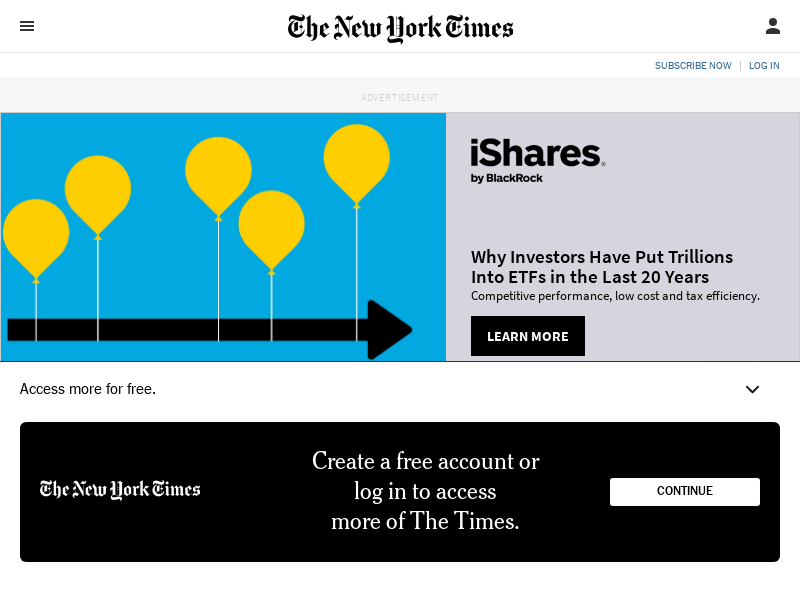 The New York Times
SUBSCRIBE NOW
LOG IN
ADVERTISEMENT
iShares®
by BlackRock
Why Investors Have Put Trillions
Into ETFs in the Last 20 Years
Competitive performance, low cost and tax efficiency.
LEARN MORE
Access more for free.
The New York Times
Create a free account or
log in to access
more of The Times.
CONTINUE